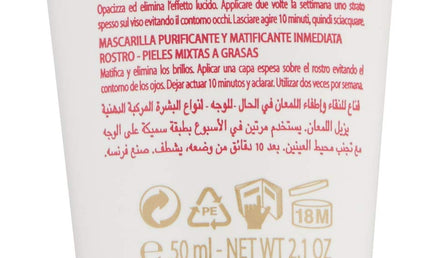 Opacizza ed elimina l'effetto lucido. Applicare due volte la settimana uno strato
spesso sul viso evitando il contorno occhi. Lasciare agire 10 minuti, quindi sciacquare.
MASCARILLA PURIFICANTE Y MATIFICANTE INMEDIATA
ROSTRO - PIELES MIXTAS A GRASAS
Matifica y elimina los brillos. Aplicar una capa espesa sobre el rostro evitando el
contorno de los ojos. Dejar actuar 10 minutos y aclarar. Utilizar dos veces por semana.
قناع للنقاء وإطفاء اللمعان في الحال - للوجه - أنواع البشرة المركبة الدهنية
يزيل اللمعان. يستخدم مرتين في الأسبوع بطبقة سميكة على الوجه
مع تجنب محيط العينين. بعد 10 دقائق من وضعه، يشطف. صنع فرنسه.
PE
18M
e 50 ml - NET WT 2.1 OZ